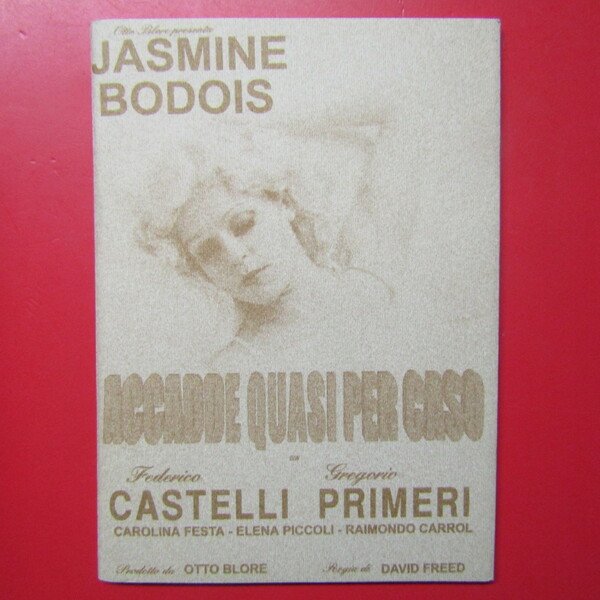 Otto Blore presenta
JASMINE
BODOIS
ACCADDE QUASI PER CASO
con
Federico Gregorio
CASTELLI PRIMERI
CAROLINA FESTA - ELENA PICCOLI - RAIMONDO CARROL
Prodotto da OTTO BLORE Regia di DAVID FREED